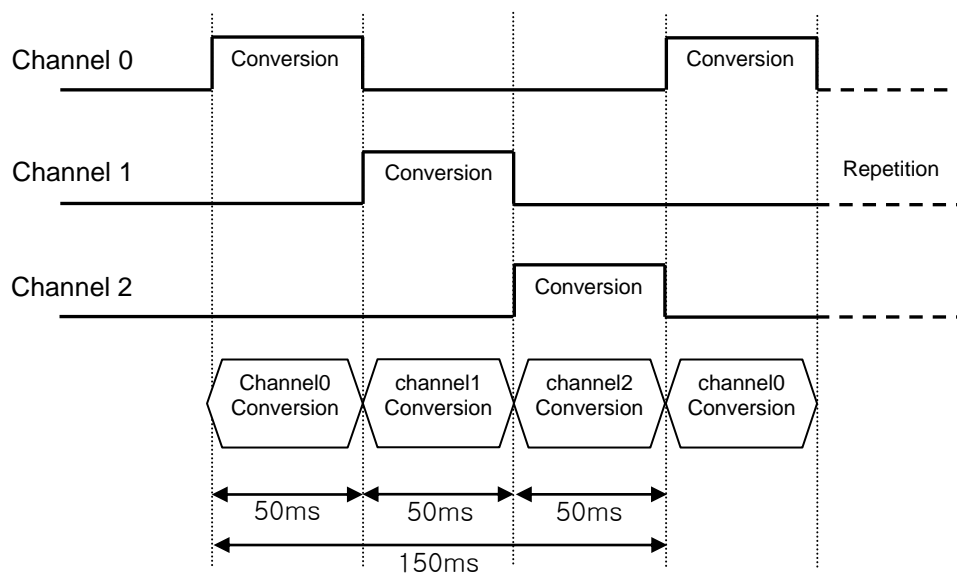 Channel 0
Conversion
Conversion
Channel 1
Conversion
Repetition
Channel 2
Conversion
Channel0
Conversion
channel1
Conversion
channel2
Conversion
channel0
Conversion
50ms
50ms
50ms
150ms